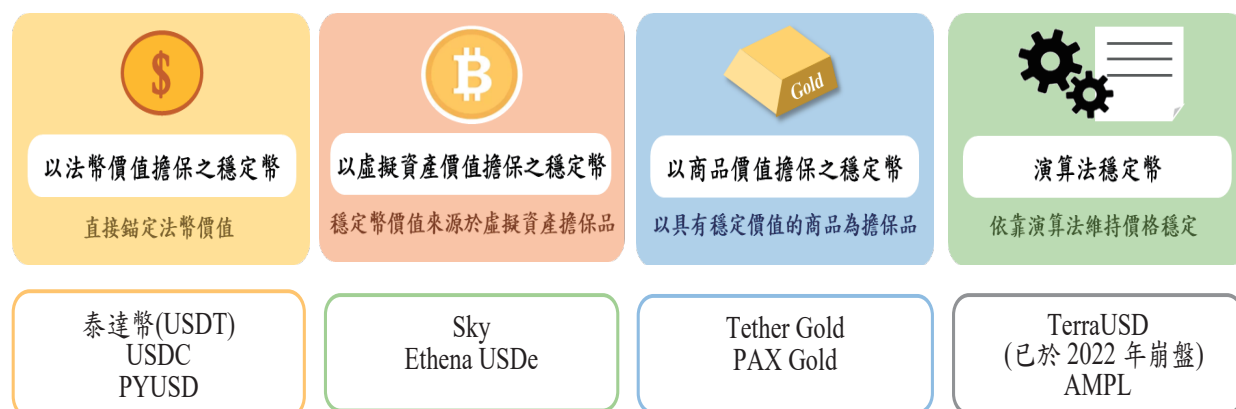 $
以法幣價值擔保之穩定幣
直接錨定法幣價值
泰達幣(USDT)
USDC
PYUSD
₿
以虛擬資產價值擔保之穩定幣
穩定幣價值來源於虛擬資產擔保品
Sky
Ethena USDe
Gold
以商品價值擔保之穩定幣
以具有穩定價值的商品為擔保品
Tether Gold
PAX Gold
演算法穩定幣
依靠演算法維持價格穩定
TerraUSD
(已於 2022 年崩盤)
AMPL